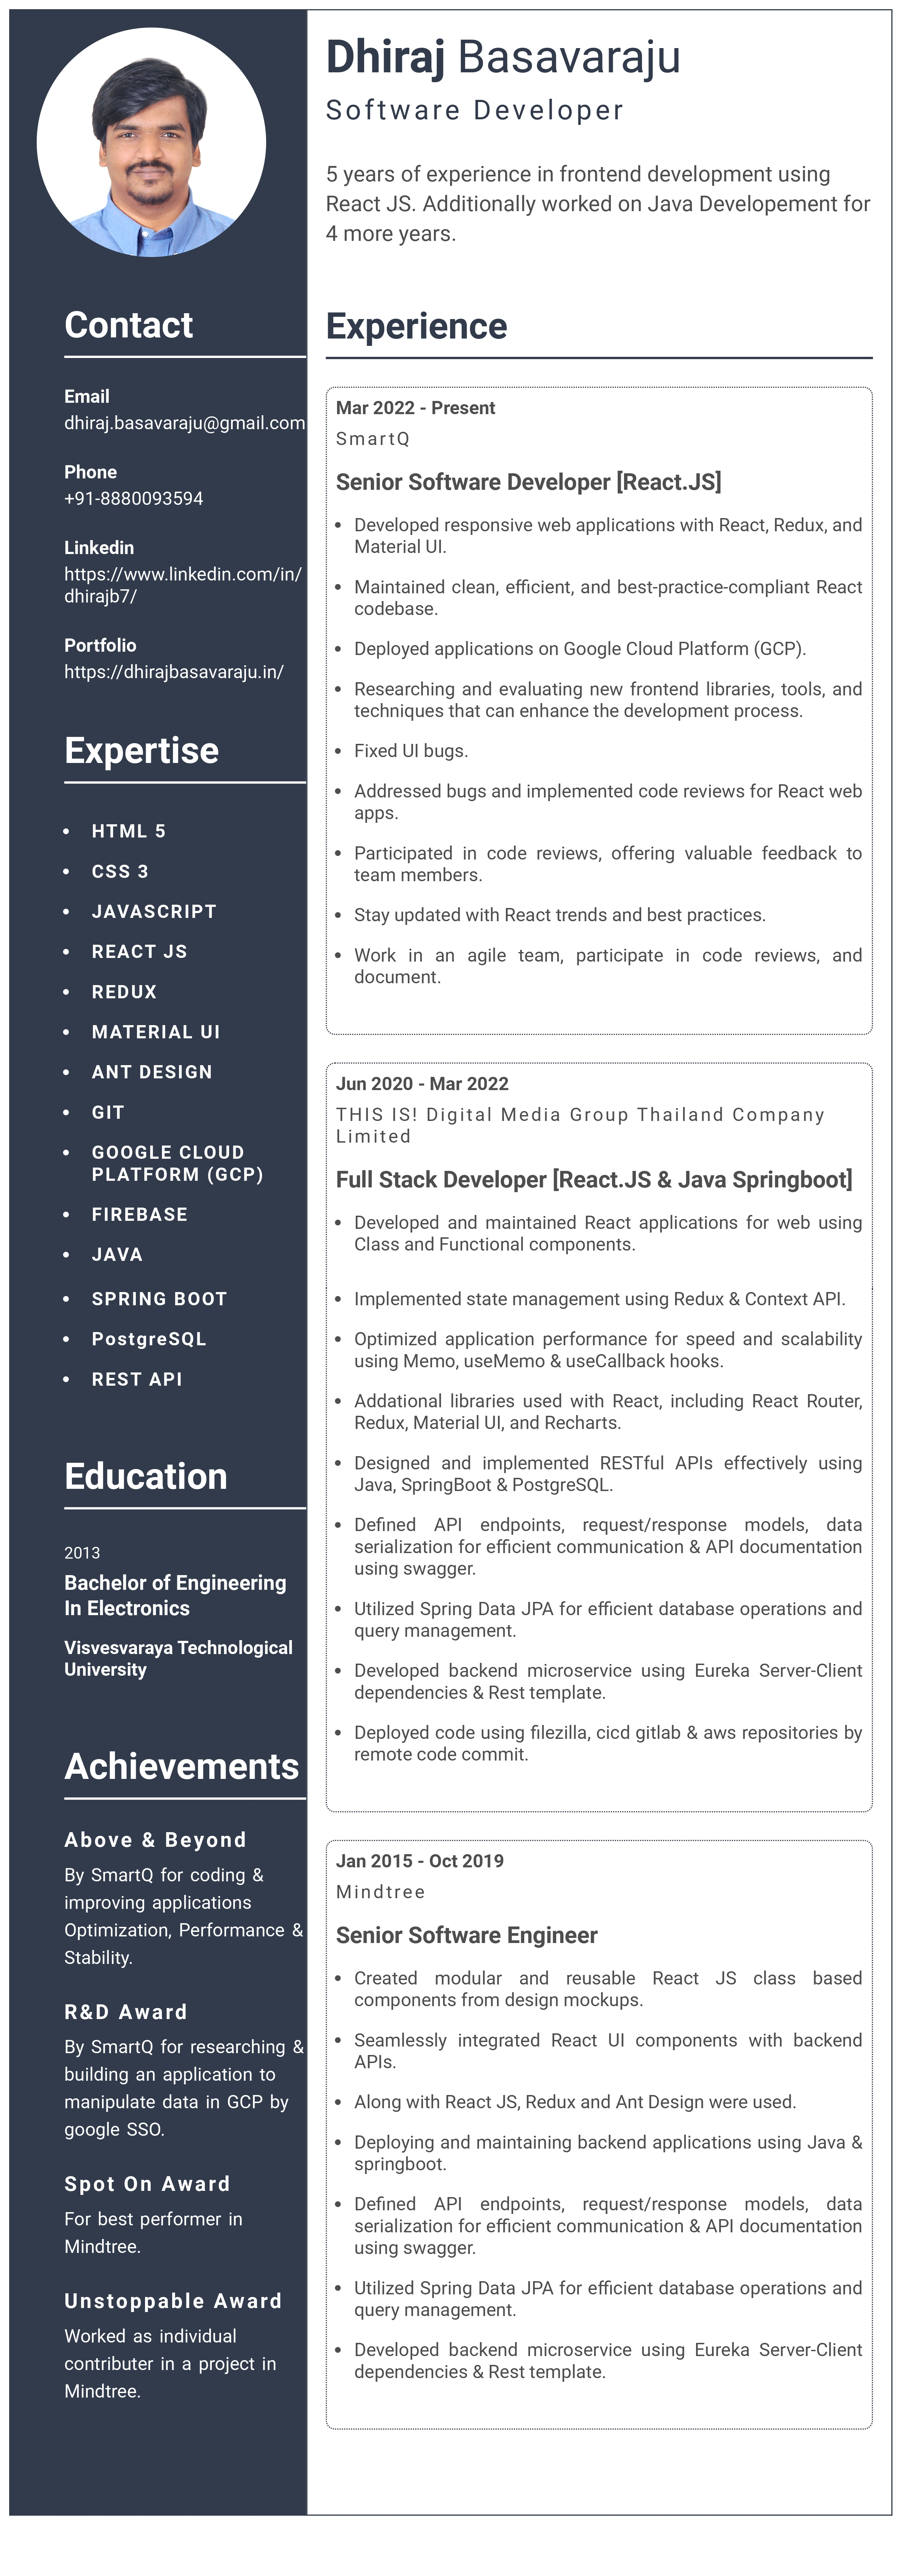 Dhiraj Basavaraju
Software Developer
5 years of experience in frontend development using
React JS. Additionally worked on Java Developement for
4 more years.
Contact
Email
dhiraj.basavaraju@gmail.com
Phone
+91-8880093594
Linkedin
https://www.linkedin.com/in/
dhirajb7/
Portfolio
https://dhirajbasavaraju.in/
Expertise
• HTML 5
• CSS 3
• JAVASCRIPT
• REACT JS
• REDUX
• MATERIAL UI
• ANT DESIGN
• GIT
• GOOGLE CLOUD
PLATFORM (GCP)
• FIREBASE
• JAVA
• SPRING BOOT
• PostgreSQL
• REST API
Education
2013
Bachelor of Engineering
In Electronics
Visvesvaraya Technological
University
Achievements
Above & Beyond
By SmartQ for coding &
improving applications
Optimization, Performance &
Stability.
R&D Award
By SmartQ for researching &
building an application to
manipulate data in GCP by
google SSO.
Spot On Award
For best performer in
Mindtree.
Unstoppable Award
Worked as individual
contributer in a project in
Mindtree.
Experience
Mar 2022 - Present
SmartQ
Senior Software Developer [React.JS]
• Developed responsive web applications with React, Redux, and
Material UI.
• Maintained clean, efficient, and best-practice-compliant React
codebase.
• Deployed applications on Google Cloud Platform (GCP).
• Researching and evaluating new frontend libraries, tools, and
techniques that can enhance the development process.
• Fixed UI bugs.
• Addressed bugs and implemented code reviews for React web
apps.
• Participated in code reviews, offering valuable feedback to
team members.
• Stay updated with React trends and best practices.
• Work in an agile team, participate in code reviews, and
document.
Jun 2020 - Mar 2022
THIS IS! Digital Media Group Thailand Company
Limited
Full Stack Developer [React.JS & Java Springboot]
• Developed and maintained React applications for web using
Class and Functional components.
• Implemented state management using Redux & Context API.
• Optimized application performance for speed and scalability
using Memo, useMemo & useCallback hooks.
• Addational libraries used with React, including React Router,
Redux, Material UI, and Recharts.
• Designed and implemented RESTful APIs effectively using
Java, SpringBoot & PostgreSQL.
• Defined API endpoints, request/response models, data
serialization for efficient communication & API documentation
using swagger.
• Utilized Spring Data JPA for efficient database operations and
query management.
• Developed backend microservice using Eureka Server-Client
dependencies & Rest template.
• Deployed code using filezilla, cicd gitlab & aws repositories by
remote code commit.
Jan 2015 - Oct 2019
Mindtree
Senior Software Engineer
• Created modular and reusable React JS class based
components from design mockups.
• Seamlessly integrated React UI components with backend
APIs.
• Along with React JS, Redux and Ant Design were used.
• Deploying and maintaining backend applications using Java &
springboot.
• Defined API endpoints, request/response models, data
serialization for efficient communication & API documentation
using swagger.
• Utilized Spring Data JPA for efficient database operations and
query management.
• Developed backend microservice using Eureka Server-Client
dependencies & Rest template.